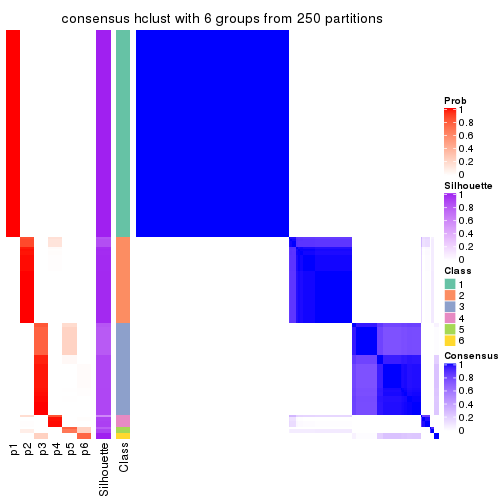 consensus hclust with 6 groups from 250 partitions
Prob
1
0.8
0.6
0.4
0.2
0
Silhouette
1
0.8
0.6
0.4
0.2
0
Class
1
2
3
4
5
6
Consensus
1
0.8
0.6
0.4
0.2
0
p1
p2
p3
p4
p5
p6
Silhouette
Class